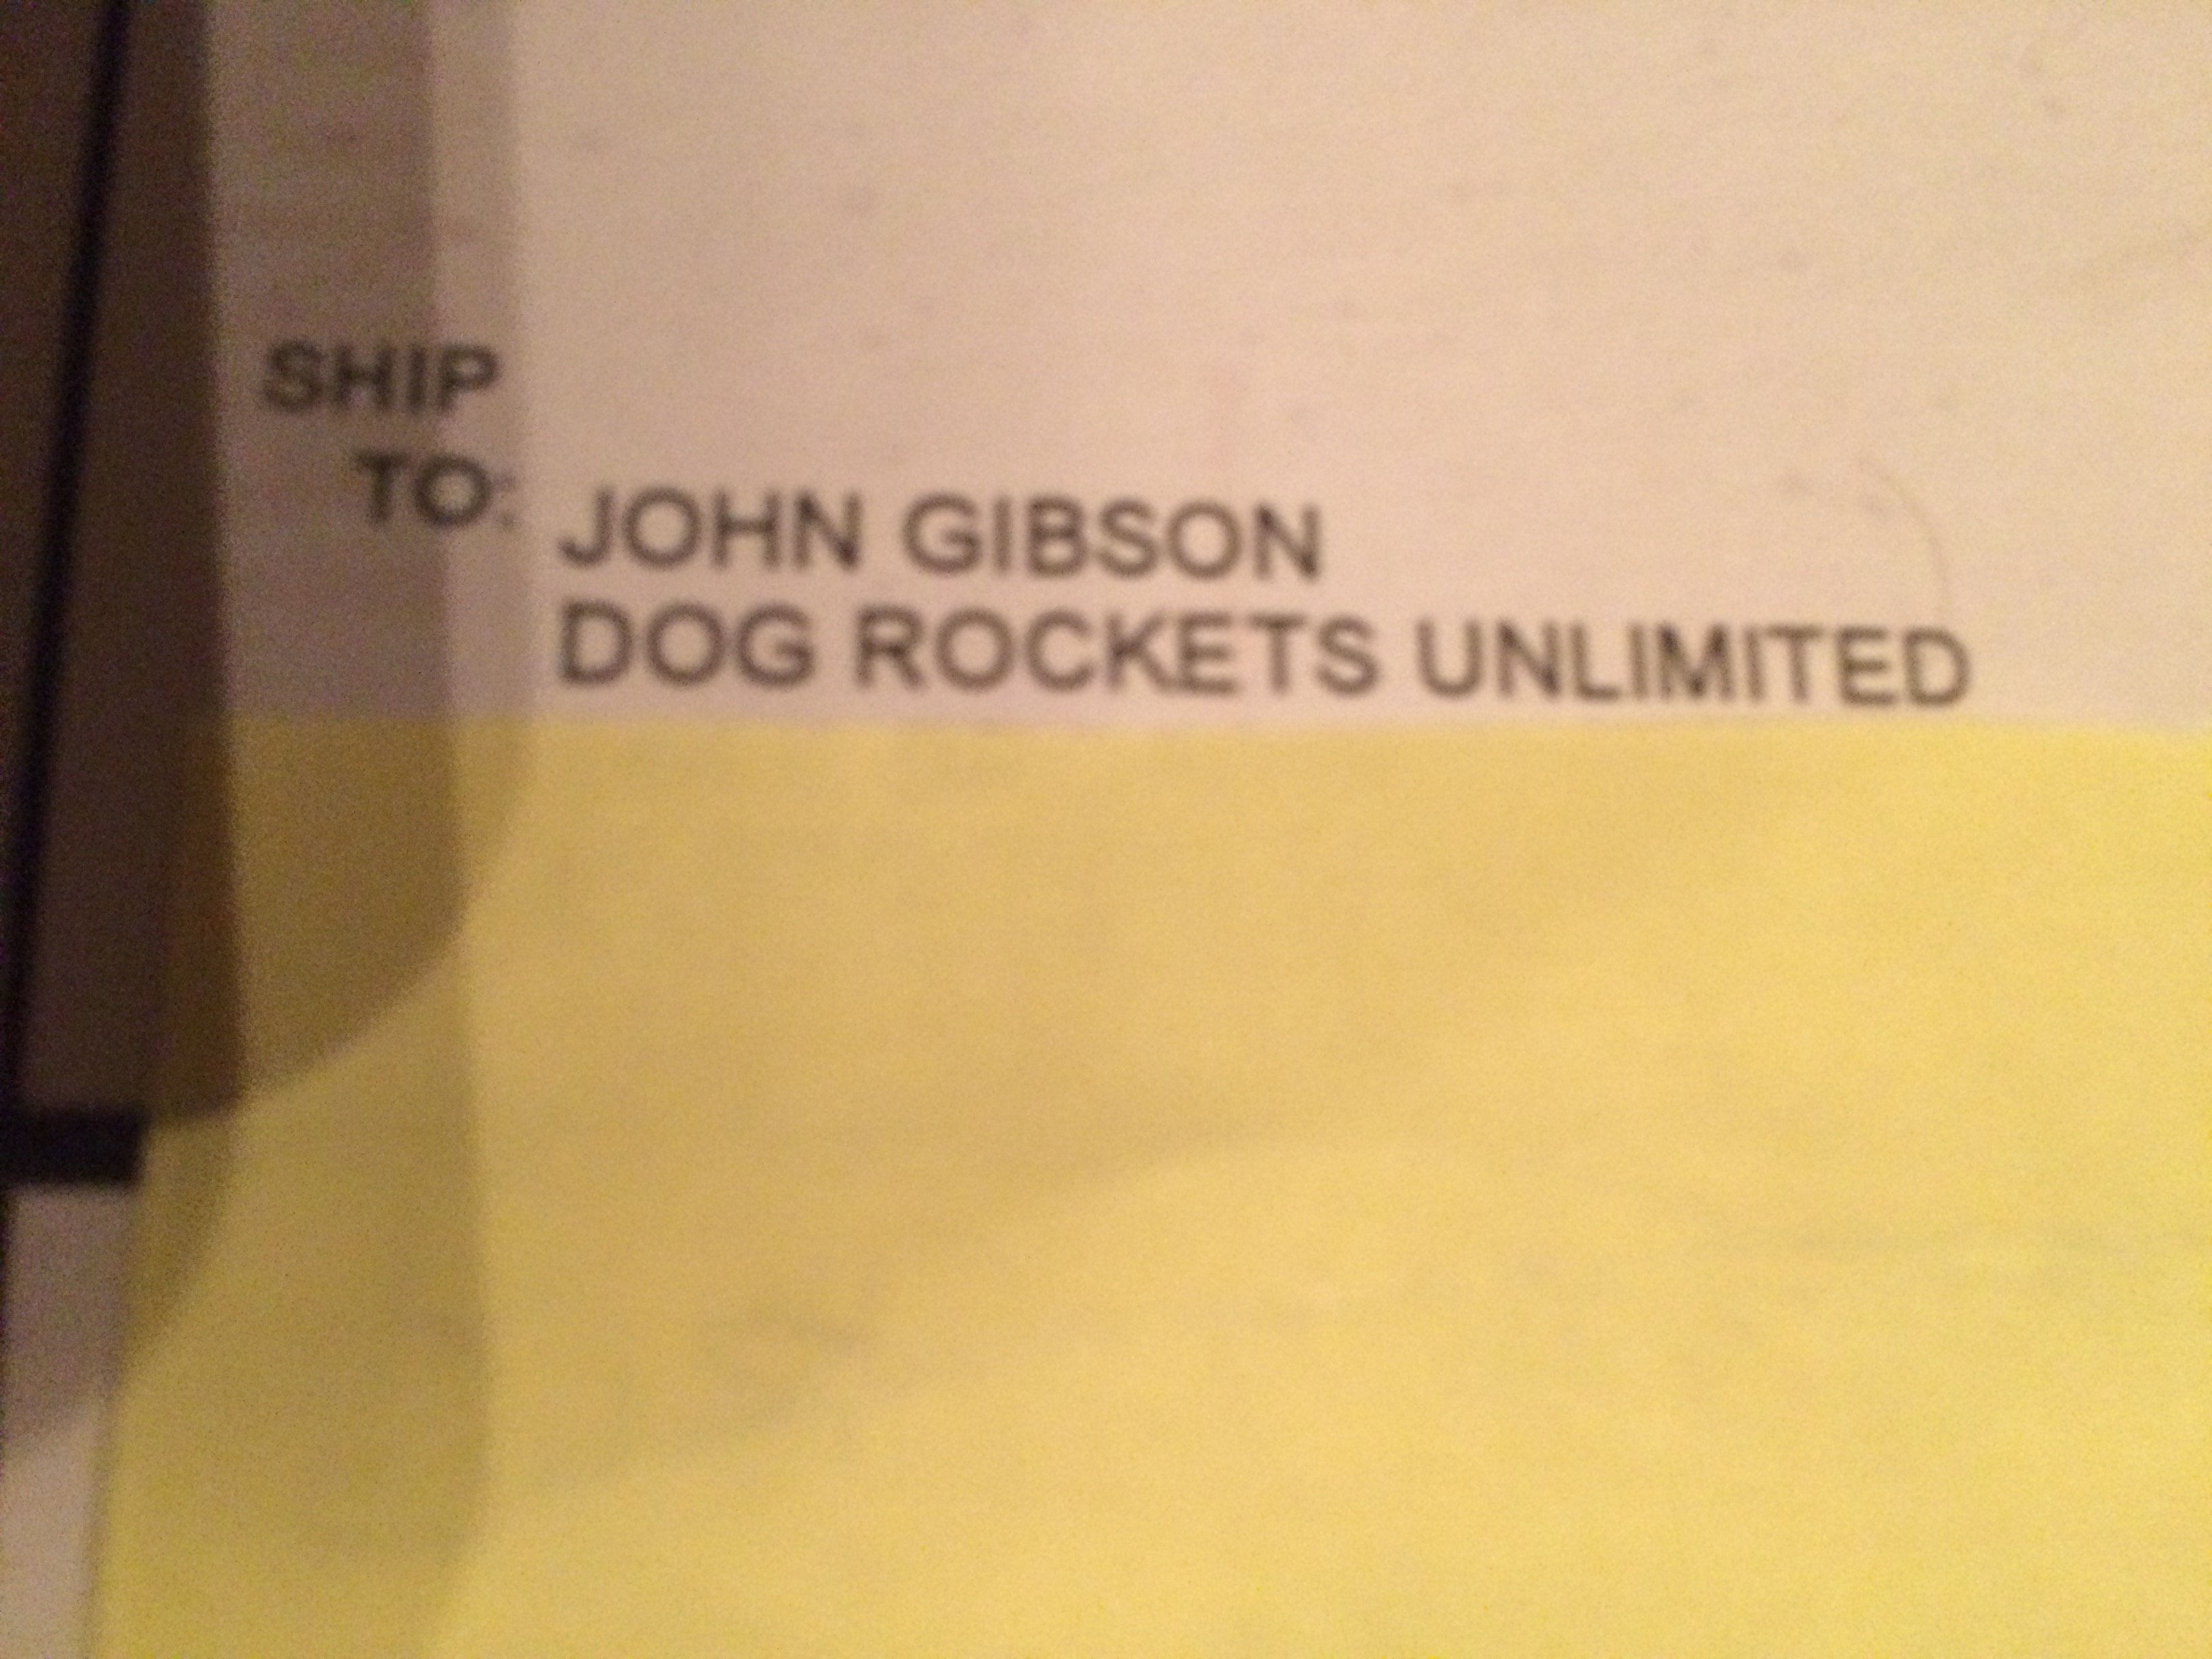 SHIP
TO:
JOHN GIBSON
DOG ROCKETS UNLIMITED